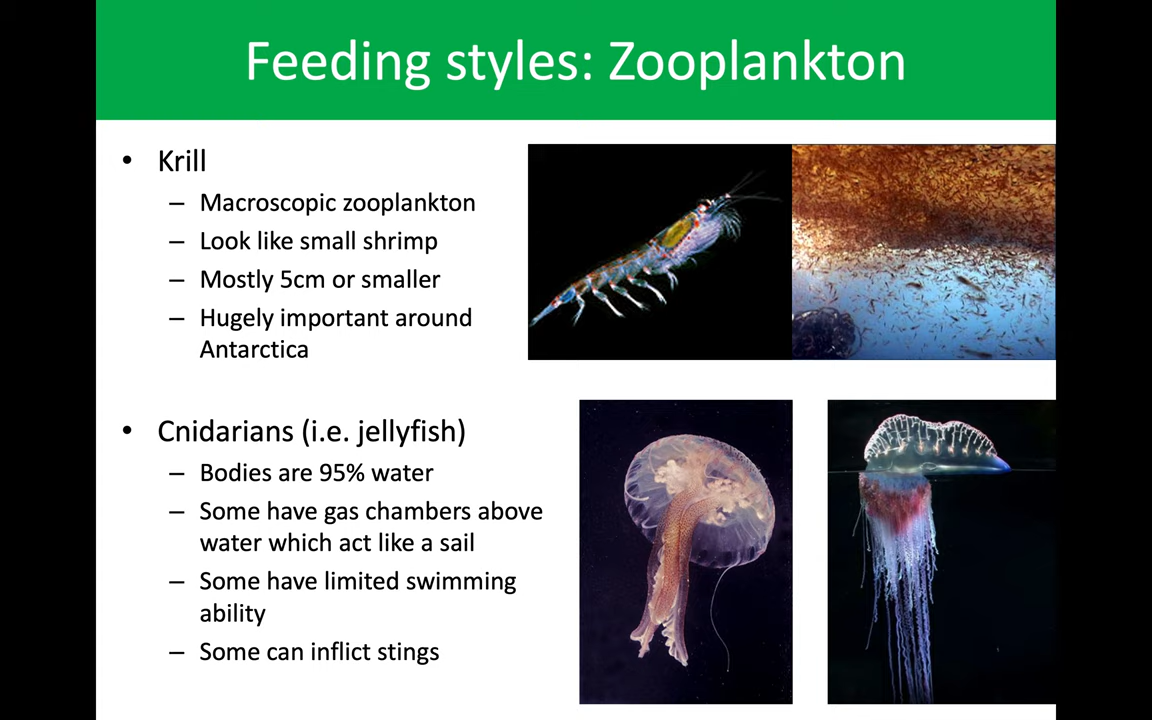 Feeding styles: Zooplankton
• Krill
– Macroscopic zooplankton
– Look like small shrimp
– Mostly 5cm or smaller
– Hugely important around
Antarctica
• Cnidarians (i.e. jellyfish)
– Bodies are 95% water
– Some have gas chambers above
water which act like a sail
– Some have limited swimming
ability
– Some can inflict stings